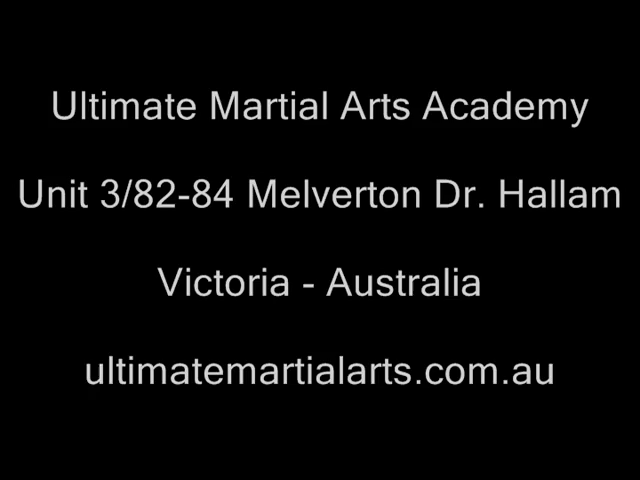 Ultimate Martial Arts Academy
Unit 3/82-84 Melverton Dr. Hallam
Victoria - Australia
ultimatemartialarts.com.au